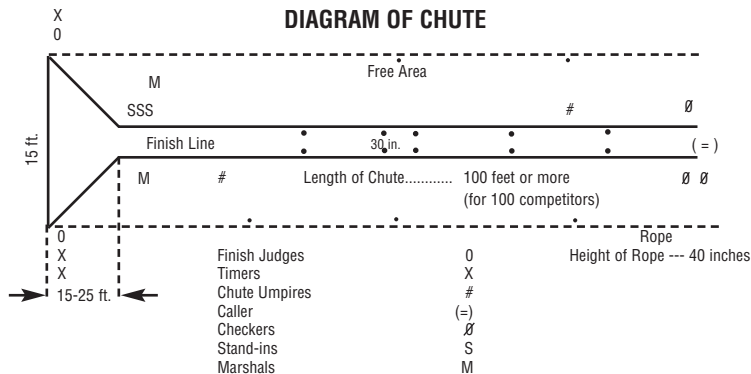 DIAGRAM OF CHUTE
X
0
Free Area
M
SSS
#
Ø
15 ft.
Finish Line
30 in.
( = )
M
#
Length of Chute............ 100 feet or more
(for 100 competitors)
Ø Ø
0
X
X
Rope
Height of Rope --- 40 inches
15-25 ft.
Finish Judges 0
Timers X
Chute Umpires #
Caller (=)
Checkers Ø
Stand-ins S
Marshals M